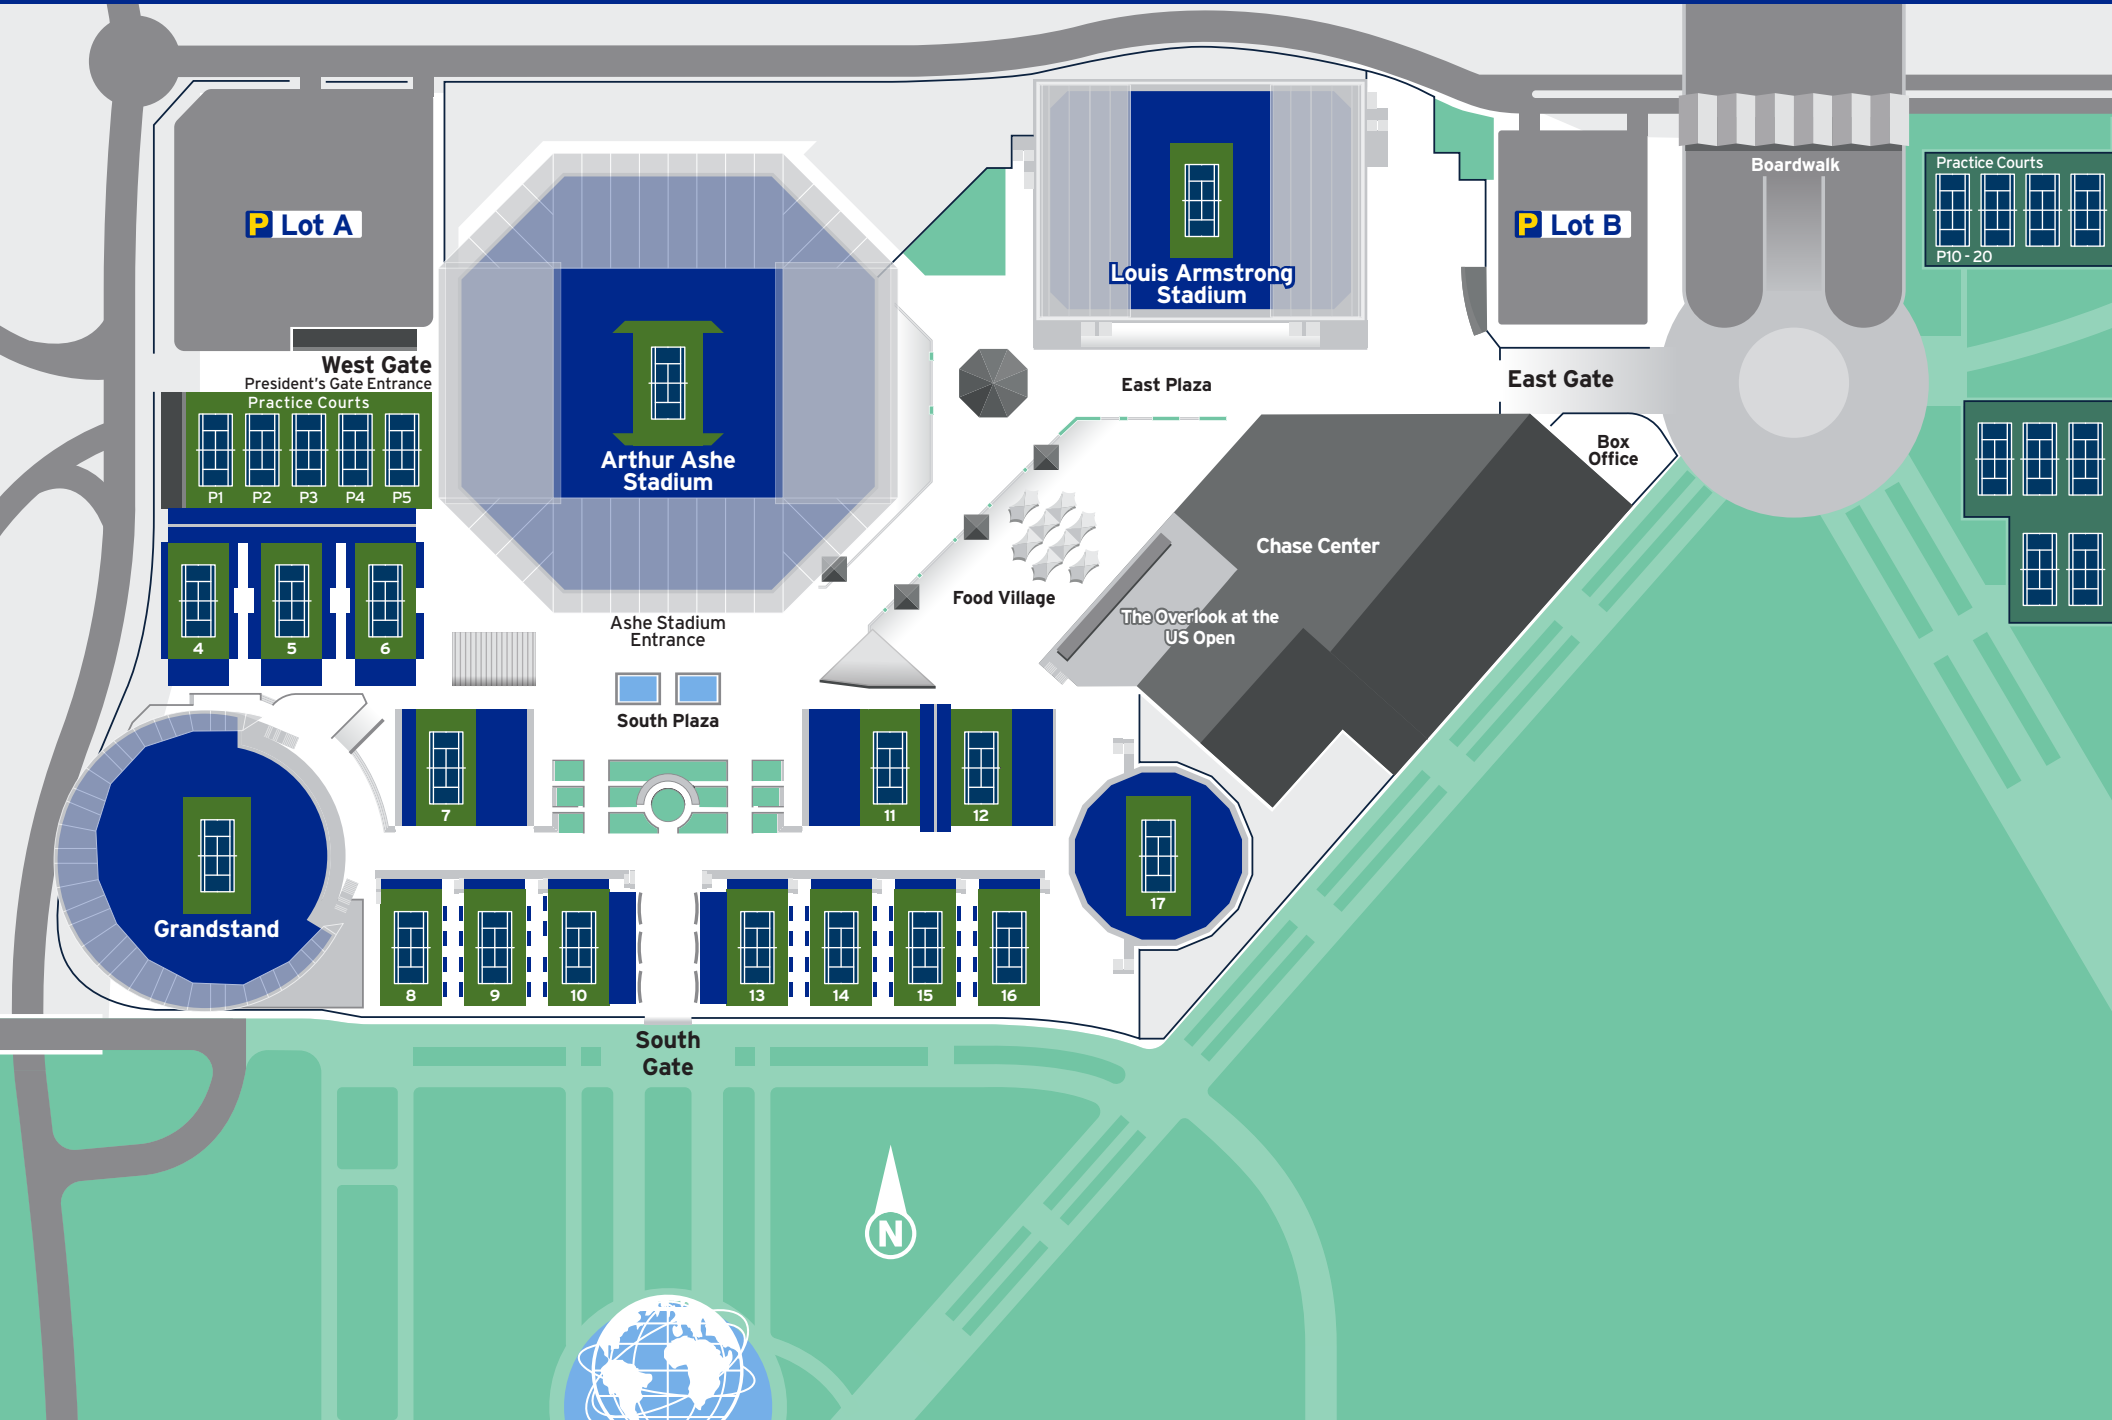 Boardwalk
Practice Courts
P10 - 20
P Lot A
P Lot B
Louis Armstrong
Stadium
West Gate
President's Gate Entrance
Practice Courts
P1 P2 P3 P4 P5
East Plaza
East Gate
Box
Office
Arthur Ashe
Stadium
Chase Center
Food Village
The Overlook at the
US Open
Ashe Stadium
Entrance
4 5 6
South Plaza
7
11 12
17
Grandstand
8 9 10
13 14 15 16
South
Gate
N